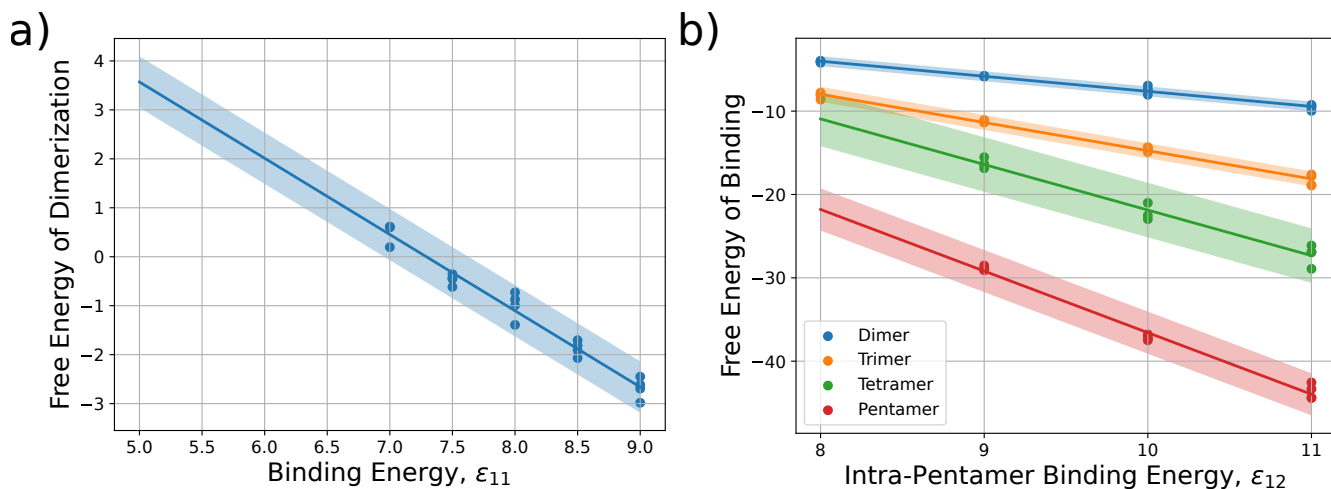 a)
Free Energy of Dimerization
4
3
2
1
0
−1
−2
−3
5.0 5.5 6.0 6.5 7.0 7.5 8.0 8.5 9.0
Binding Energy, ε₁₁
b)
Free Energy of Binding
−10
−20
−30
−40
Dimer
Trimer
Tetramer
Pentamer
8 9 10 11
Intra-Pentamer Binding Energy, ε₁₂